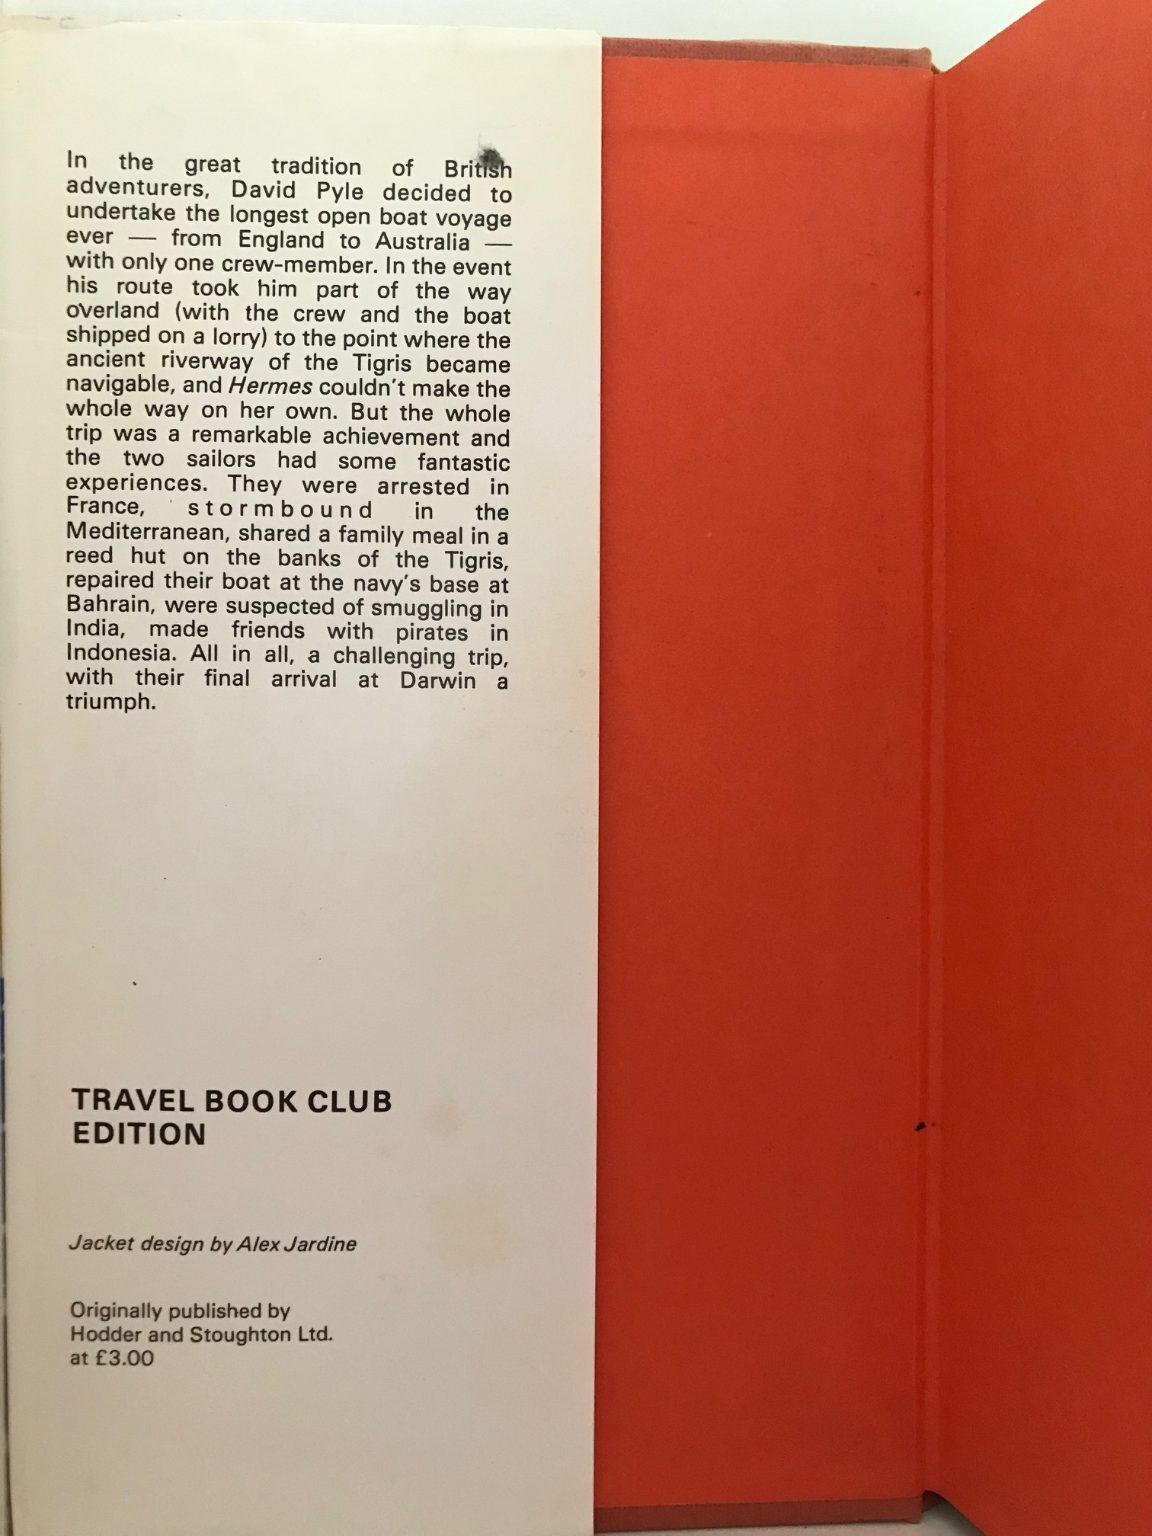 In the great tradition of British
adventurers, David Pyle decided to
undertake the longest open boat voyage
ever — from England to Australia —
with only one crew-member. In the event
his route took him part of the way
overland (with the crew and the boat
shipped on a lorry) to the point where the
ancient riverway of the Tigris became
navigable, and Hermes couldn't make the
whole way on her own. But the whole
trip was a remarkable achievement and
the two sailors had some fantastic
experiences. They were arrested in
France, stormbound in the
Mediterranean, shared a family meal in a
reed hut on the banks of the Tigris,
repaired their boat at the navy's base at
Bahrain, were suspected of smuggling in
India, made friends with pirates in
Indonesia. All in all, a challenging trip,
with their final arrival at Darwin a
triumph.
TRAVEL BOOK CLUB
EDITION
Jacket design by Alex Jardine
Originally published by
Hodder and Stoughton Ltd.
at £3.00